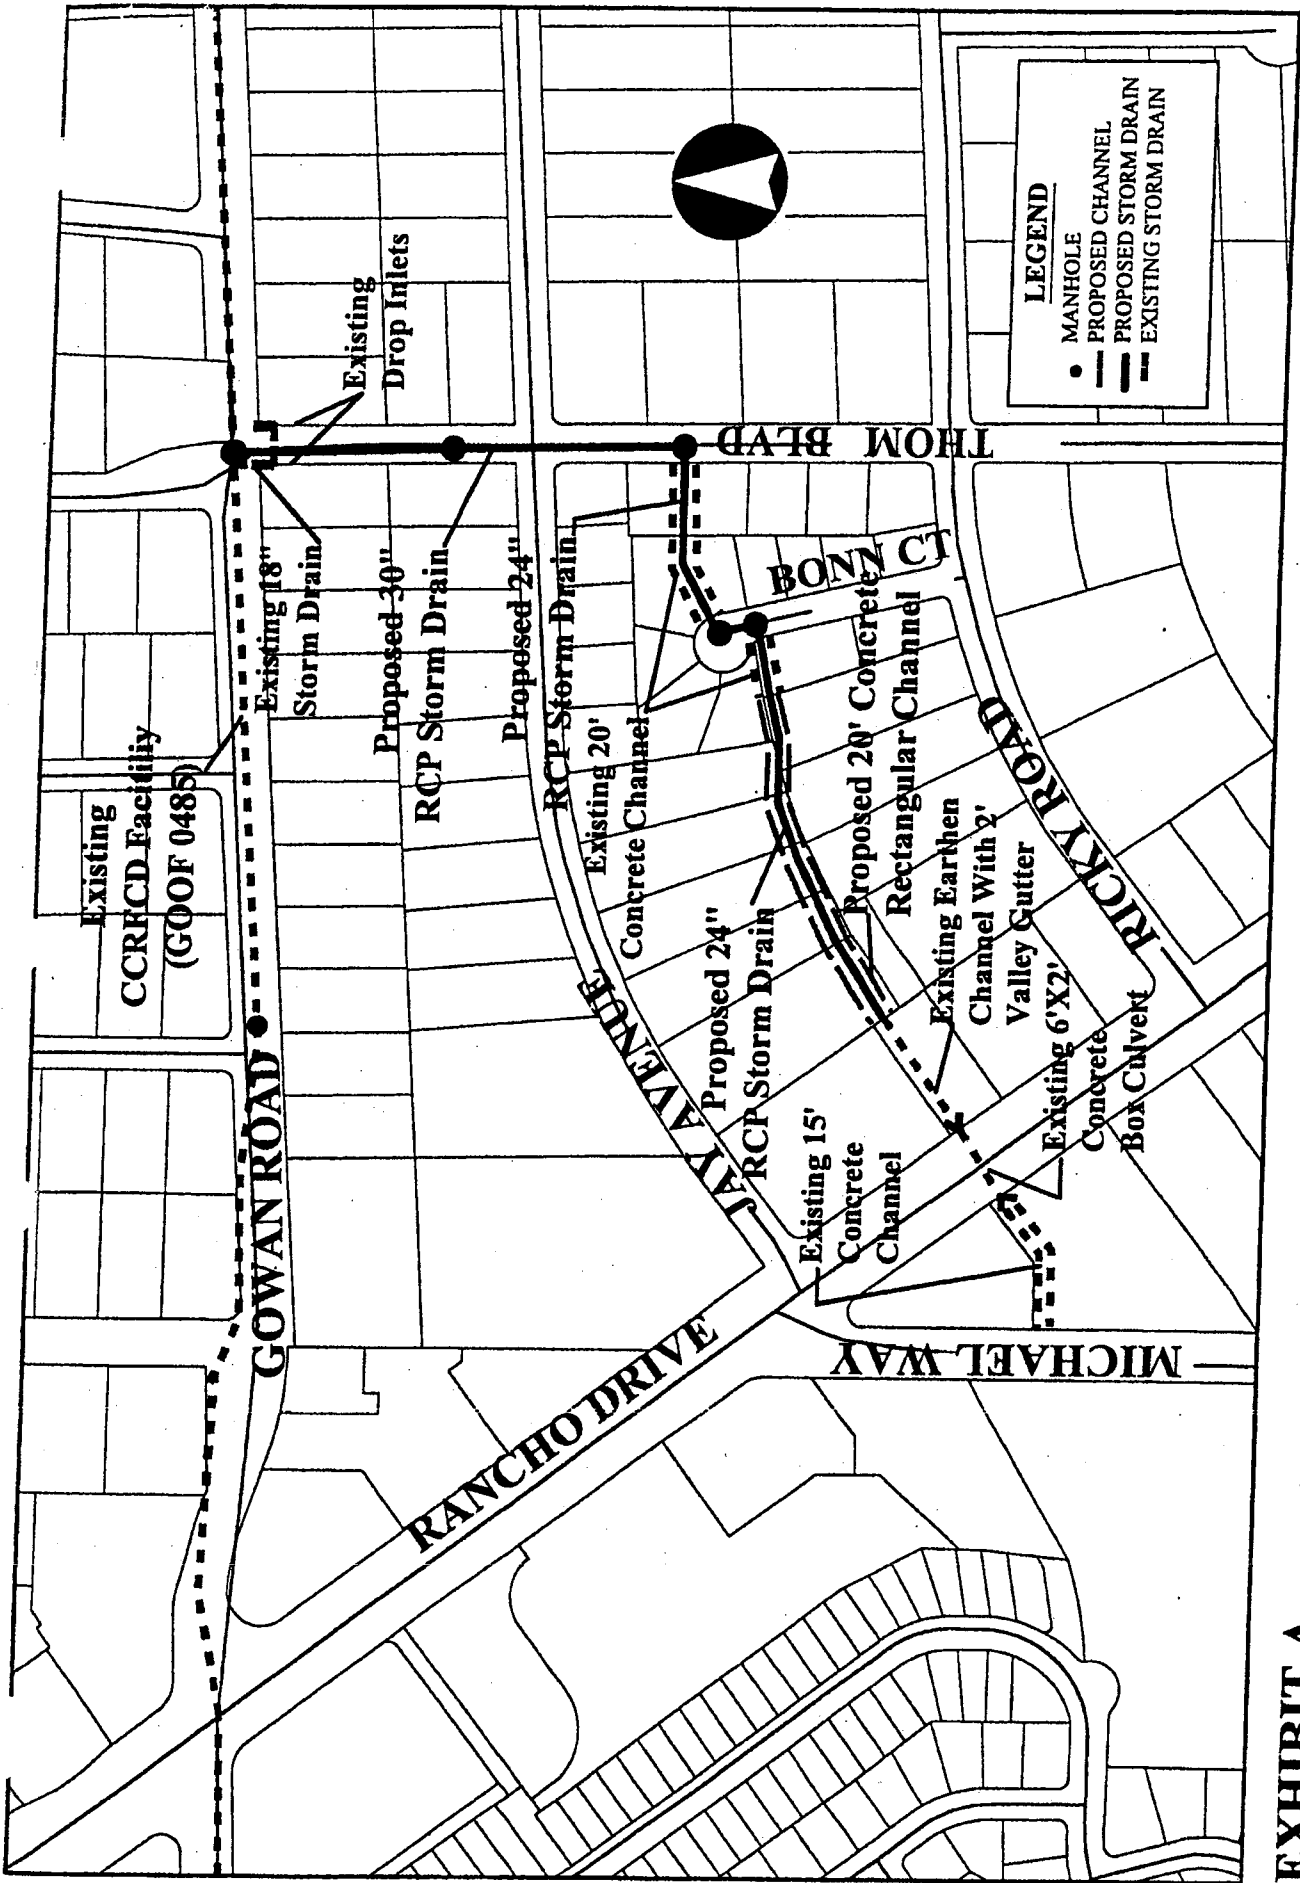 Existing
CCRFCD Facitiliy
(GOOF 0485)
GOWAN ROAD
Existing 18"
Storm Drain
Existing
Drop Inlets
Proposed 30"
RCP Storm Drain
Proposed 24"
RCP Storm Drain
Existing 20'
Concrete Channel
JAY AVENUE
Proposed 24"
RCP Storm Drain
THOM BLVD
BONN CT
Proposed 20' Concrete
Rectangular Channel
Existing Earthen
Channel With 2'
Valley Gutter
RICKY ROAD
Existing 6'X2'
Concrete
Box Culvert
Existing 15'
Concrete
Channel
RANCHO DRIVE
MICHAEL WAY
LEGEND
MANHOLE
PROPOSED CHANNEL
PROPOSED STORM DRAIN
EXISTING STORM DRAIN
EXHIBIT A